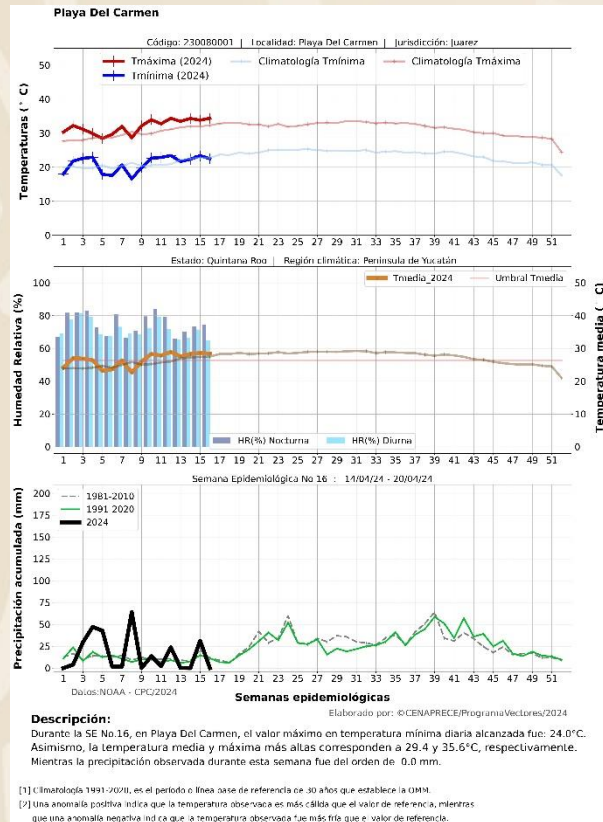 Playa Del Carmen
Código: 230080001 | Localidad: Playa Del Carmen | Jurisdicción: Juarez
Tmáxima (2024)
Climatología Tmínima
Climatología Tmáxima
Tmínima (2024)
Temperaturas (° C)
50
40
30
20
10
0
1 3 5 7 9 11 13 15 17 19 21 23 25 27 29 31 33 35 37 39 41 43 45 47 49 51
Estado: Quintana Roo | Región climática: Península de Yucatán
Tmedia_2024
Umbral Tmedia
Humedad Relativa (%)
100
80
60
40
20
0
Temperatura media (° C)
50
40
30
20
10
0
HR(%) Nocturna
HR(%) Diurna
1 3 5 7 9 11 13 15 17 19 21 23 25 27 29 31 33 35 37 39 41 43 45 47 49 51
Semana Epidemiológica No 16 : 14/04/24 - 20/04/24
1981-2010
1991 2020
2024
Precipitación acumulada (mm)
200
175
150
125
100
75
50
25
0
1 3 5 7 9 11 13 15 17 19 21 23 25 27 29 31 33 35 37 39 41 43 45 47 49 51
Datos:NOAA - CPC/2024
Semanas epidemiológicas
Elaborado por: ©CENAPRECE/ProgramaVectores/2024
Descripción:
Durante la SE No.16, en Playa Del Carmen, el valor máximo en temperatura mínima diaria alcanzada fue: 24.0°C.
Asimismo, la temperatura media y máxima más altas corresponden a 29.4 y 35.6°C, respectivamente.
Mientras la precipitación observada durante esta semana fue del orden de 0.0 mm.
[1] Climatología 1991-2020, es el período o línea base de referencia de 30 años que establece la OMM.
[2] Una anomalía positiva indica que la temperatura observada es más cálida que el valor de referencia, mientras
que una anomalía negativa indica que la temperatura observada fue más fría que el valor de referencia.